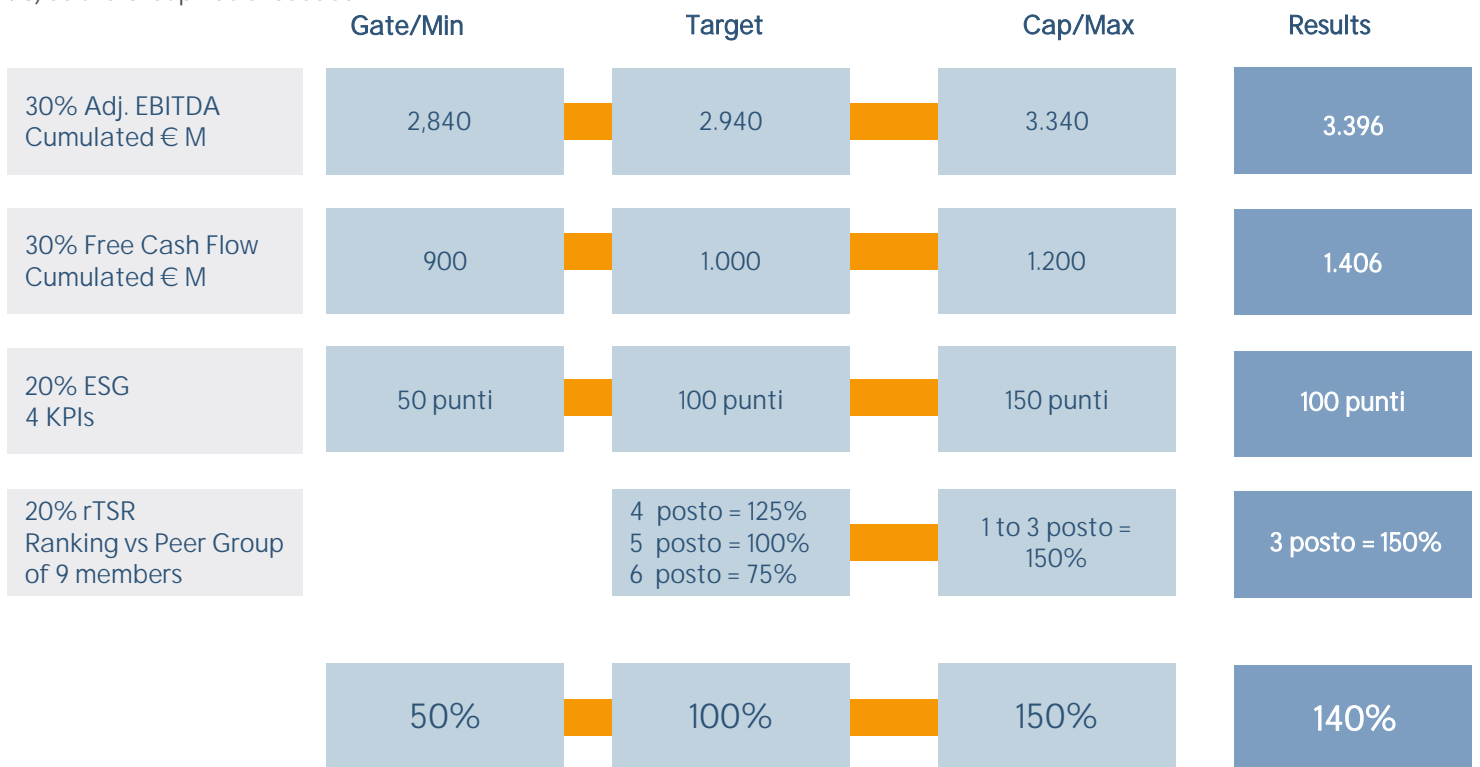 Gate/Min Target Cap/Max Results
30% Adj. EBITDA
Cumulated € M
2,840 2.940 3.340 3.396
30% Free Cash Flow
Cumulated € M
900 1.000 1.200 1.406
20% ESG
4 KPIs
50 punti 100 punti 150 punti 100 punti
20% rTSR
Ranking vs Peer Group
of 9 members
4 posto = 125%
5 posto = 100%
6 posto = 75%
1 to 3 posto =
150%
3 posto = 150%
50% 100% 150% 140%